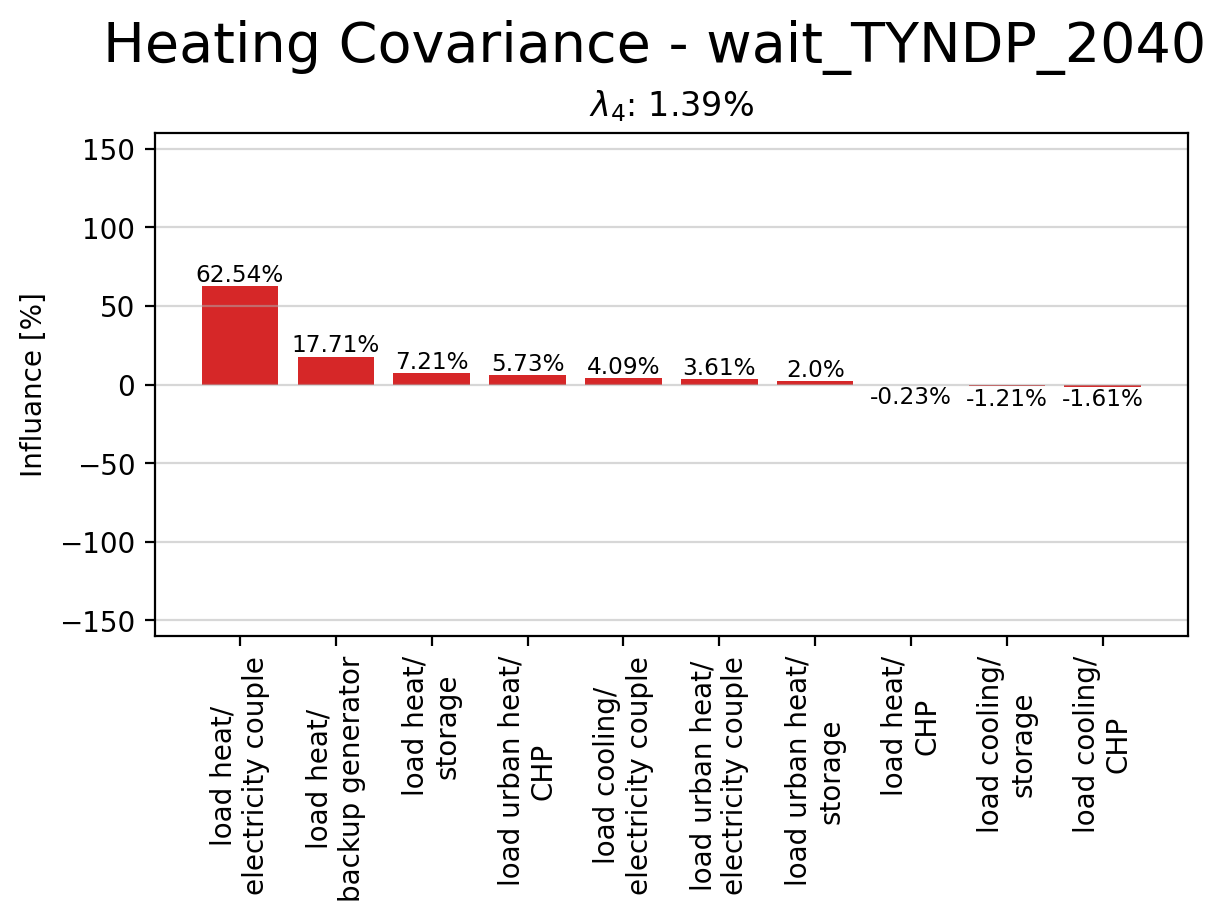 Heating Covariance - wait_TYNDP_2040
λ4: 1.39%
Influance [%]
150
100
50
0
−50
−100
−150
62.54%
17.71%
7.21%
5.73%
4.09%
3.61%
2.0%
-0.23%
-1.21%
-1.61%
load heat/
electricity couple
load heat/
backup generator
load heat/
storage
load urban heat/
CHP
load cooling/
electricity couple
load urban heat/
electricity couple
load urban heat/
storage
load heat/
CHP
load cooling/
storage
load cooling/
CHP